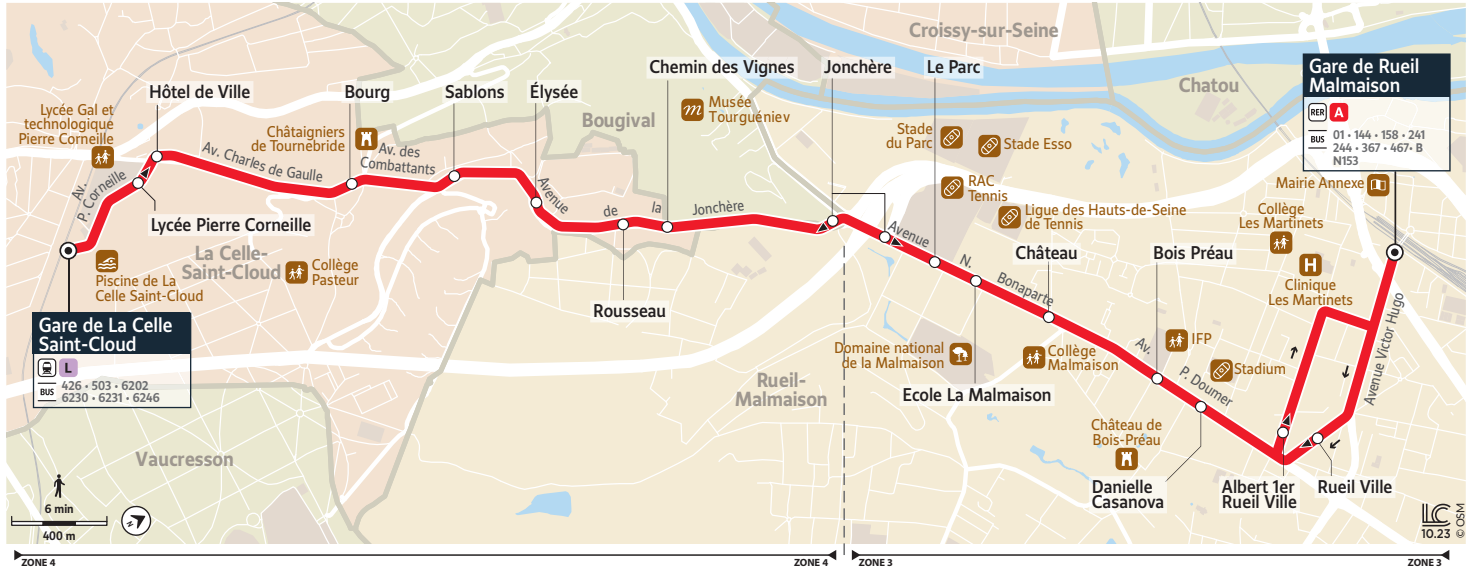 Croissy-sur-Seine
Chatou
Bougival
La Celle-
Saint-Cloud
Vaucresson
Rueil-
Malmaison
Gare de La Celle
Saint-Cloud
L
BUS
426 • 503 • 6202
6230 • 6231 • 6246
Lycée Pierre Corneille
Hôtel de Ville
Bourg
Sablons
Élysée
Rousseau
Chemin des Vignes
Jonchère
Le Parc
Ecole La Malmaison
Château
Bois Préau
Danielle
Casanova
Albert 1er
Rueil Ville
Rueil Ville
Gare de Rueil
Malmaison
RER A
BUS
01 • 144 • 158 • 241
244 • 367 • 467 • B
N153
Lycée Gal et
technologique
Pierre Corneille
Piscine de La
Celle Saint-Cloud
Châtaigniers
de Tournebride
Collège
Pasteur
m
Musée
Tourguéniev
Stade
du Parc
Stade Esso
RAC
Tennis
Ligue des Hauts-de-Seine
de Tennis
Domaine national
de la Malmaison
Collège
Malmaison
IFP
Stadium
Château de
Bois-Préau
Mairie Annexe
Collège
Les Martinets
H
Clinique
Les Martinets
Av.
P. Corneille
Av. Charles de Gaulle
Av. des
Combattants
Avenue
de
la
Jonchère
Avenue
N.
Bonaparte
Av.
P. Doumer
Avenue Victor Hugo
6 min
400 m
N
LC
10.23
© OSM
ZONE 4
ZONE 4
ZONE 3
ZONE 3